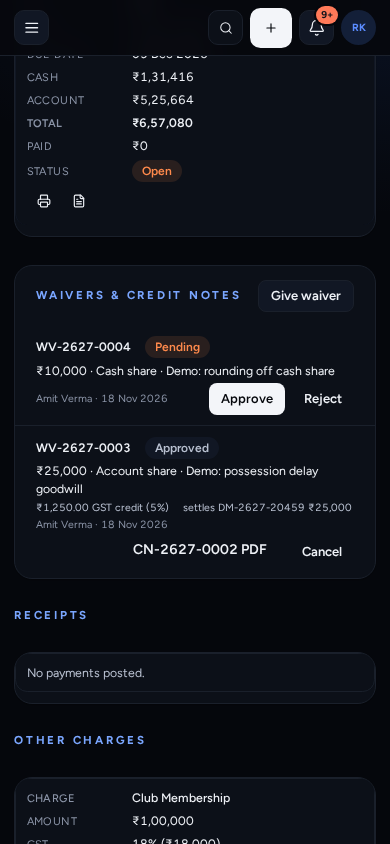 9+
RK
CASH ₹1,31,416
ACCOUNT ₹5,25,664
TOTAL ₹6,57,080
PAID ₹0
STATUS Open
WAIVERS & CREDIT NOTES Give waiver
WV-2627-0004 Pending
₹10,000 · Cash share · Demo: rounding off cash share
Amit Verma · 18 Nov 2026 Approve Reject
WV-2627-0003 Approved
₹25,000 · Account share · Demo: possession delay
goodwill
₹1,250.00 GST credit (5%) settles DM-2627-20459 ₹25,000
Amit Verma · 18 Nov 2026
CN-2627-0002 PDF Cancel
RECEIPTS
No payments posted.
OTHER CHARGES
CHARGE Club Membership
AMOUNT ₹1,00,000
GST 18% (₹18,000)